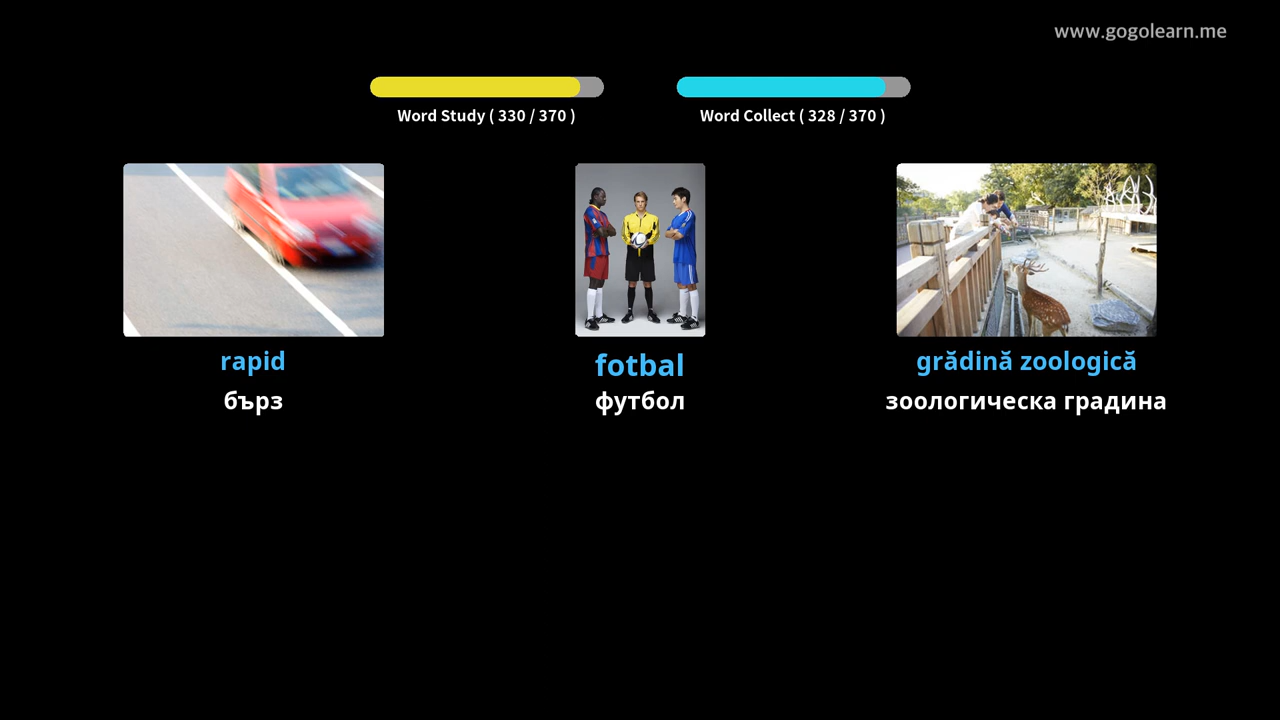 www.gogolearn.me
Word Study ( 330 / 370 )
Word Collect ( 328 / 370 )
rapid
бърз
fotbal
футбол
grădină zoologică
зоологическа градина